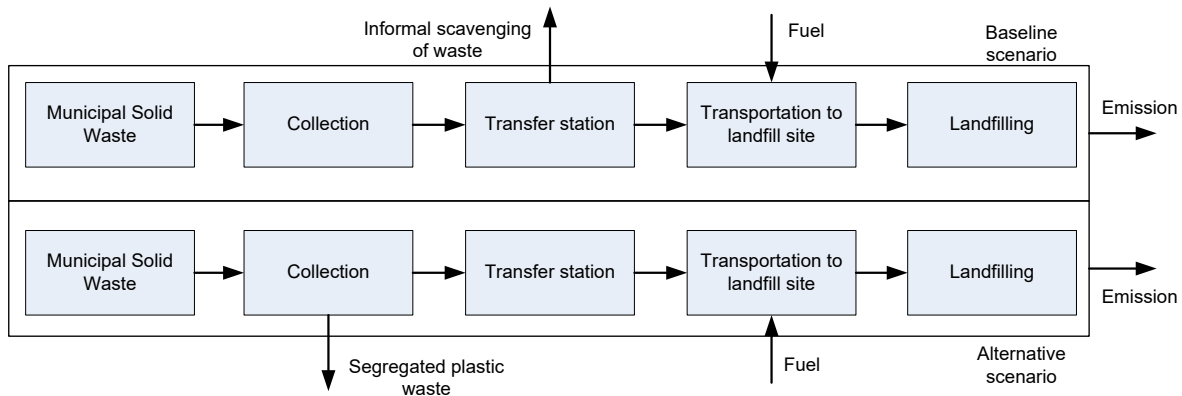 Informal scavenging
of waste
Fuel
Baseline
scenario
Municipal Solid
Waste
Collection
Transfer station
Transportation to
landfill site
Landfilling
Emission
Municipal Solid
Waste
Collection
Transfer station
Transportation to
landfill site
Landfilling
Emission
Segregated plastic
waste
Fuel
Alternative
scenario